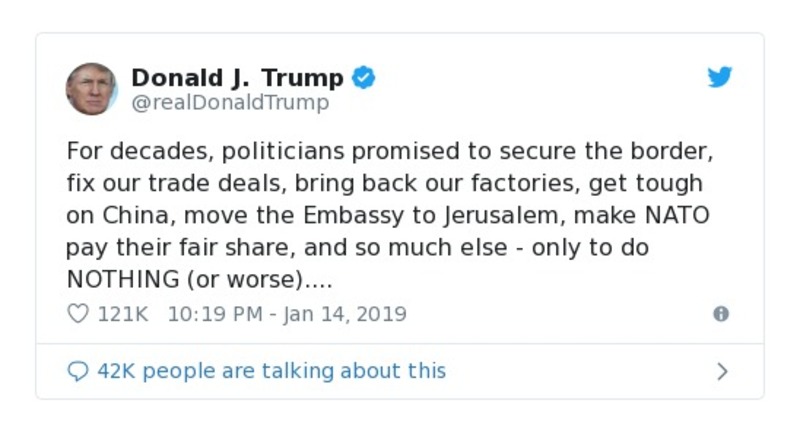 Donald J. Trump
@realDonaldTrump
For decades, politicians promised to secure the border,
fix our trade deals, bring back our factories, get tough
on China, move the Embassy to Jerusalem, make NATO
pay their fair share, and so much else - only to do
NOTHING (or worse)....
121K 10:19 PM - Jan 14, 2019
42K people are talking about this